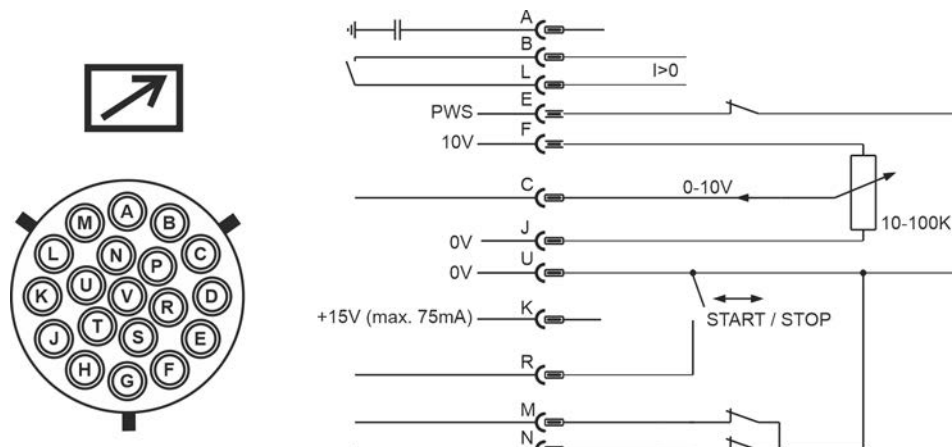 A
B
C
D
E
F
G
H
J
K
L
M
N
P
R
S
T
U
V
A
B
L
I>0
E
PWS
F
10V
C
0-10V
10-100K
J
0V
U
0V
K
+15V (max. 75mA)
START / STOP
R
M
N